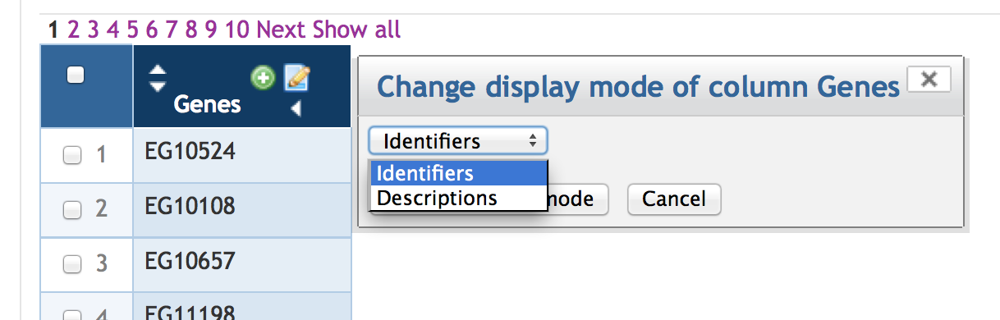 1 2 3 4 5 6 7 8 9 10 Next Show all
Genes
Change display mode of column Genes
Identifiers
Identifiers
Descriptions
mode
Cancel
1 EG10524
2 EG10108
3 EG10657
4 EG11198